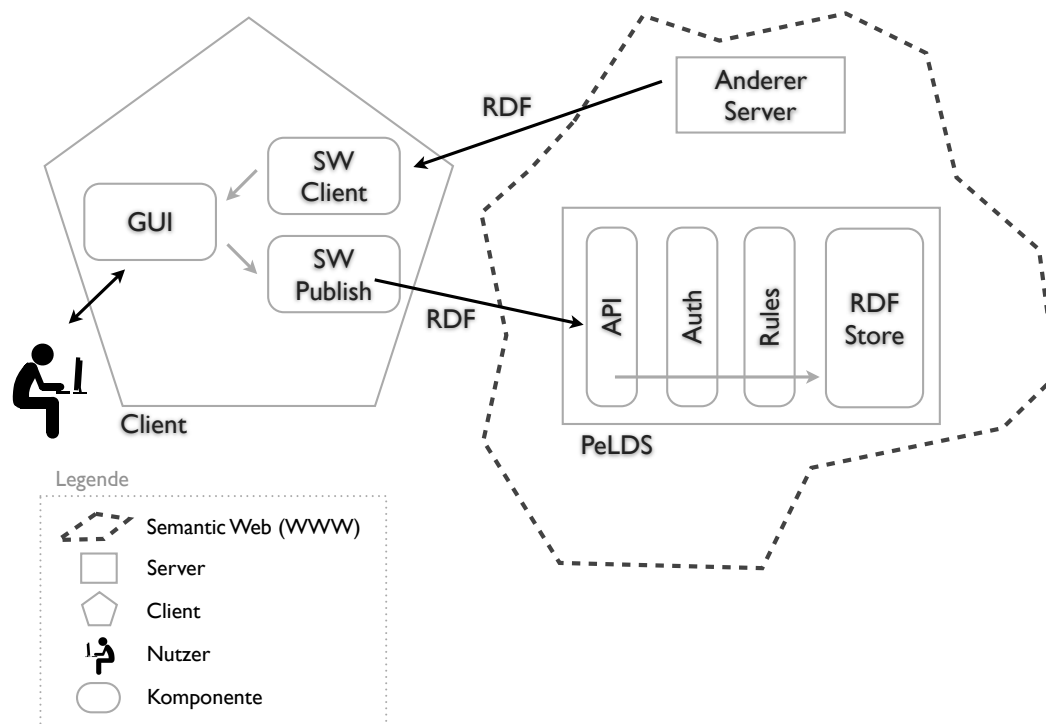 Anderer
Server
RDF
SW
Client
GUI
SW
Publish
RDF
API
Auth
Rules
RDF
Store
Client
PeLDS
Legende
Semantic Web (WWW)
Server
Client
Nutzer
Komponente